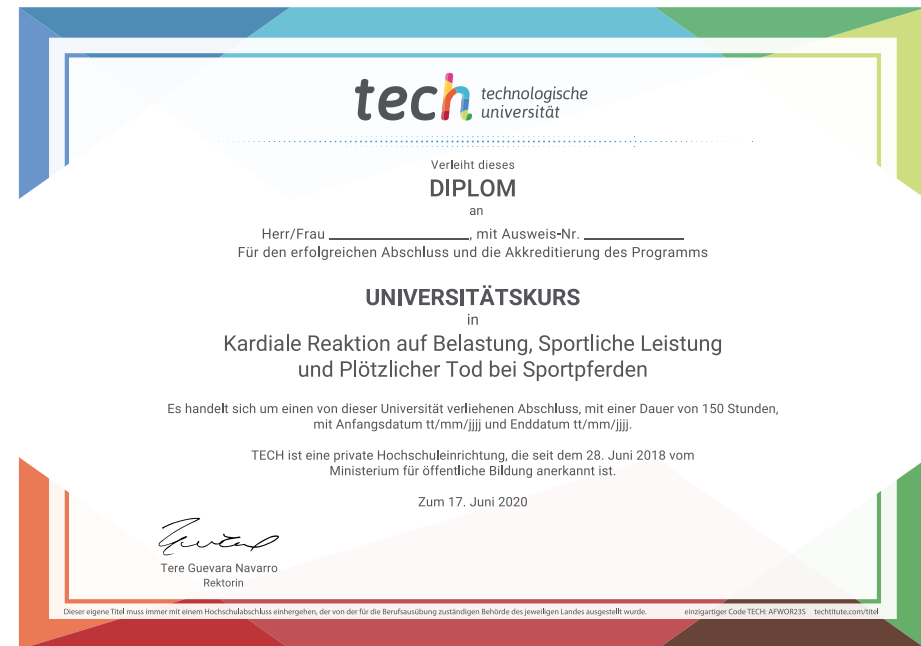 tech technologische
universität
Verleiht dieses
DIPLOM
an
Herr/Frau ____________________, mit Ausweis-Nr. ______________
Für den erfolgreichen Abschluss und die Akkreditierung des Programms
UNIVERSITÄTSKURS
in
Kardiale Reaktion auf Belastung, Sportliche Leistung
und Plötzlicher Tod bei Sportpferden
Es handelt sich um einen von dieser Universität verliehenen Abschluss, mit einer Dauer von 150 Stunden,
mit Anfangsdatum tt/mm/jjjj und Enddatum tt/mm/jjjj.
TECH ist eine private Hochschuleinrichtung, die seit dem 28. Juni 2018 vom
Ministerium für öffentliche Bildung anerkannt ist.
Zum 17. Juni 2020
Tere Guevara Navarro
Rektorin
Dieser eigene Titel muss immer mit einem Hochschulabschluss einhergehen, der von der für die Berufsausübung zuständigen Behörde des jeweiligen Landes ausgestellt wurde. einzigartiger Code TECH: AFWOR23S techtitute.com/titel